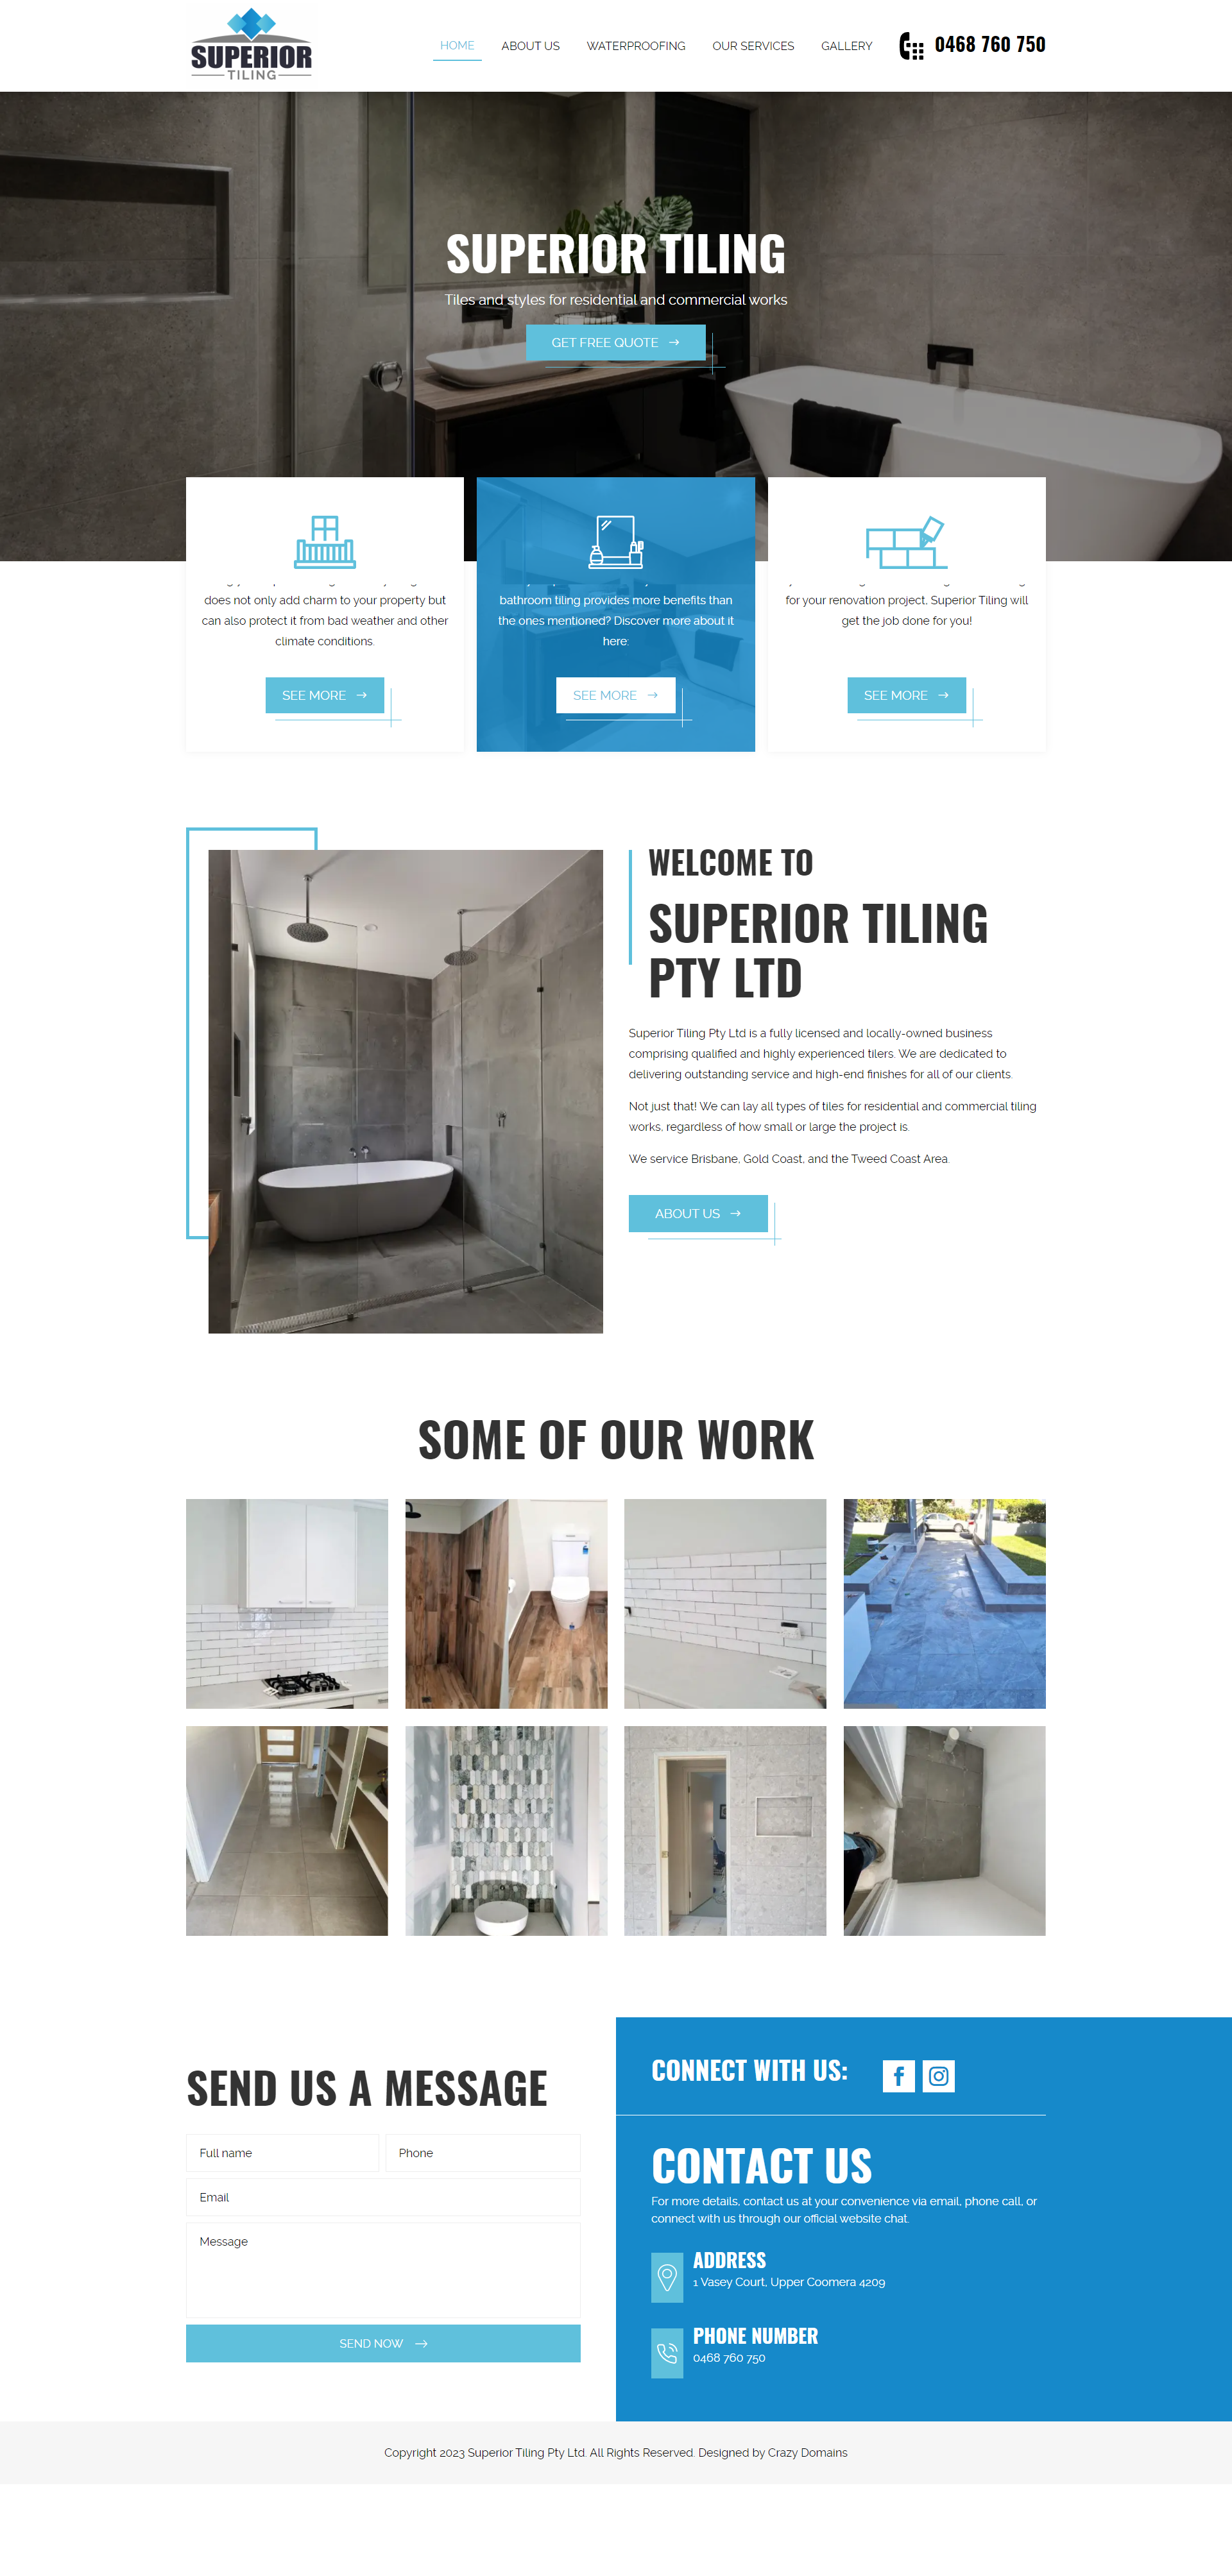 SUPERIOR
TILING
HOME
ABOUT US
WATERPROOFING
OUR SERVICES
GALLERY
0468 760 750
SUPERIOR TILING
Tiles and styles for residential and commercial works
GET FREE QUOTE
does not only add charm to your property but
can also protect it from bad weather and other
climate conditions.
SEE MORE
bathroom tiling provides more benefits than
the ones mentioned? Discover more about it
here:
SEE MORE
for your renovation project, Superior Tiling will
get the job done for you!
SEE MORE
WELCOME TO
SUPERIOR TILING
PTY LTD
Superior Tiling Pty Ltd is a fully licensed and locally-owned business
comprising qualified and highly experienced tilers. We are dedicated to
delivering outstanding service and high-end finishes for all of our clients.
Not just that! We can lay all types of tiles for residential and commercial tiling
works, regardless of how small or large the project is.
We service Brisbane, Gold Coast, and the Tweed Coast Area.
ABOUT US
SOME OF OUR WORK
SEND US A MESSAGE
Full name
Phone
Email
Message
SEND NOW
CONNECT WITH US:
CONTACT US
For more details, contact us at your convenience via email, phone call, or
connect with us through our official website chat.
ADDRESS
1 Vasey Court, Upper Coomera 4209
PHONE NUMBER
0468 760 750
Copyright 2023 Superior Tiling Pty Ltd. All Rights Reserved. Designed by Crazy Domains